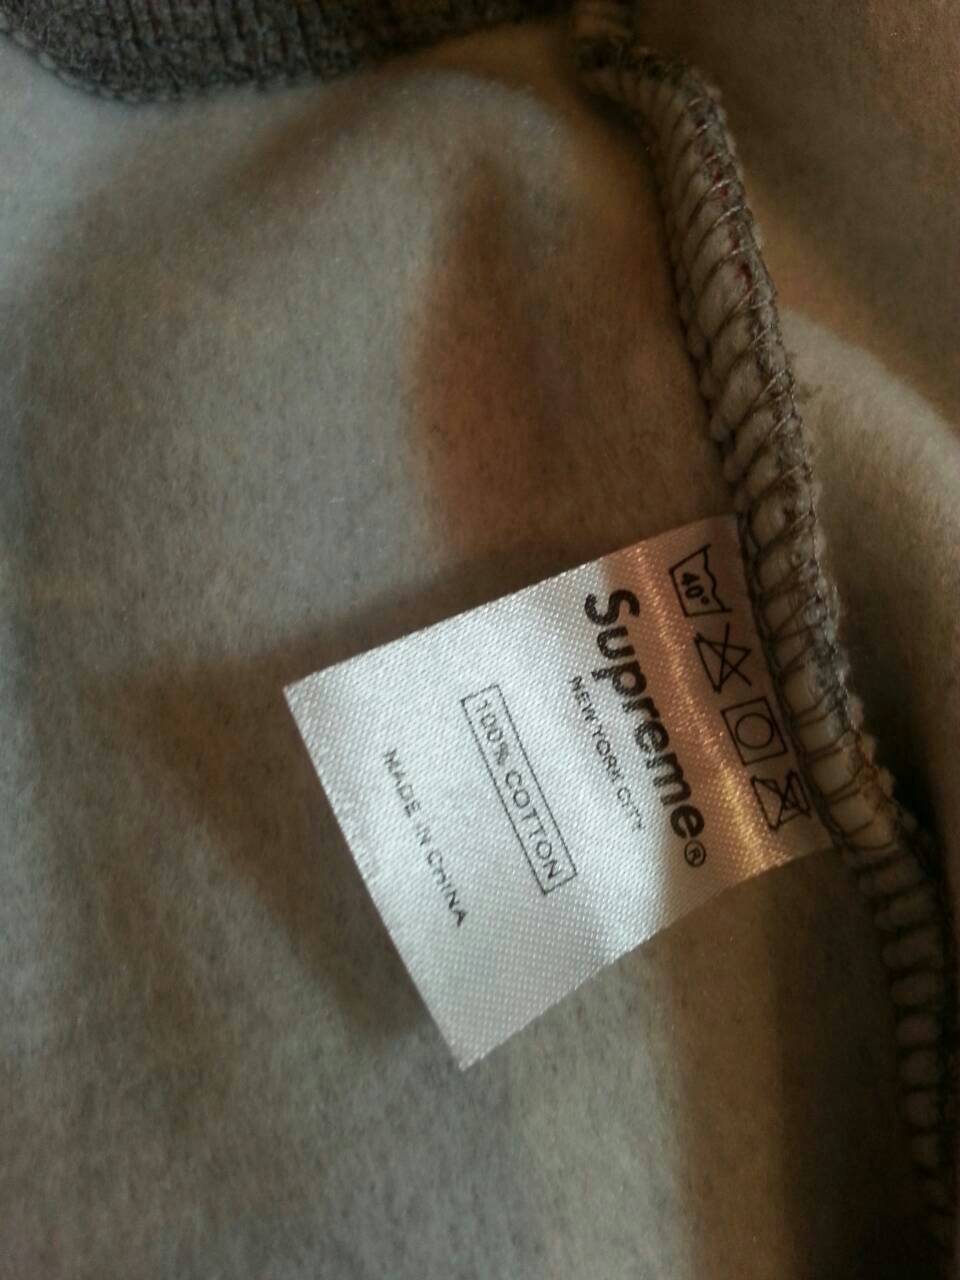 40°
Supreme®
NEW YORK CITY
100% COTTON
MADE IN CHINA